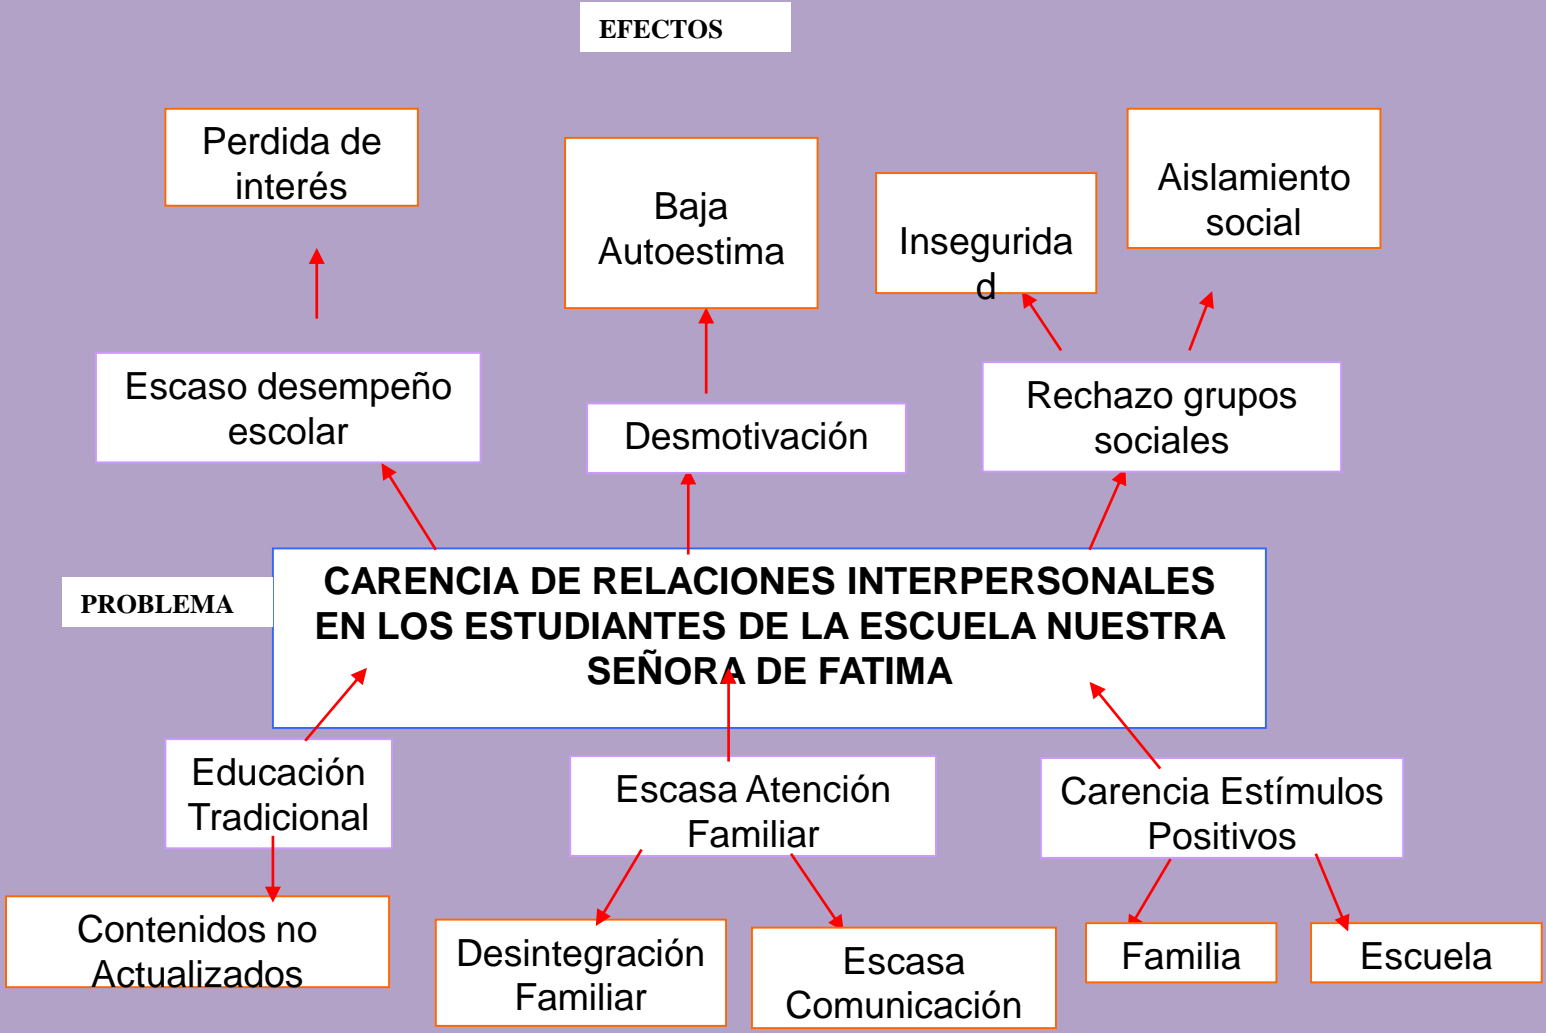 EFECTOS
Perdida de
interés
Baja
Autoestima
Insegurida
d
Aislamiento
social
Escaso desempeño
escolar
Desmotivación
Rechazo grupos
sociales
PROBLEMA
CARENCIA DE RELACIONES INTERPERSONALES
EN LOS ESTUDIANTES DE LA ESCUELA NUESTRA
SEÑORA DE FATIMA
Educación
Tradicional
Escasa Atención
Familiar
Carencia Estímulos
Positivos
Contenidos no
Actualizados
Desintegración
Familiar
Escasa
Comunicación
Familia
Escuela